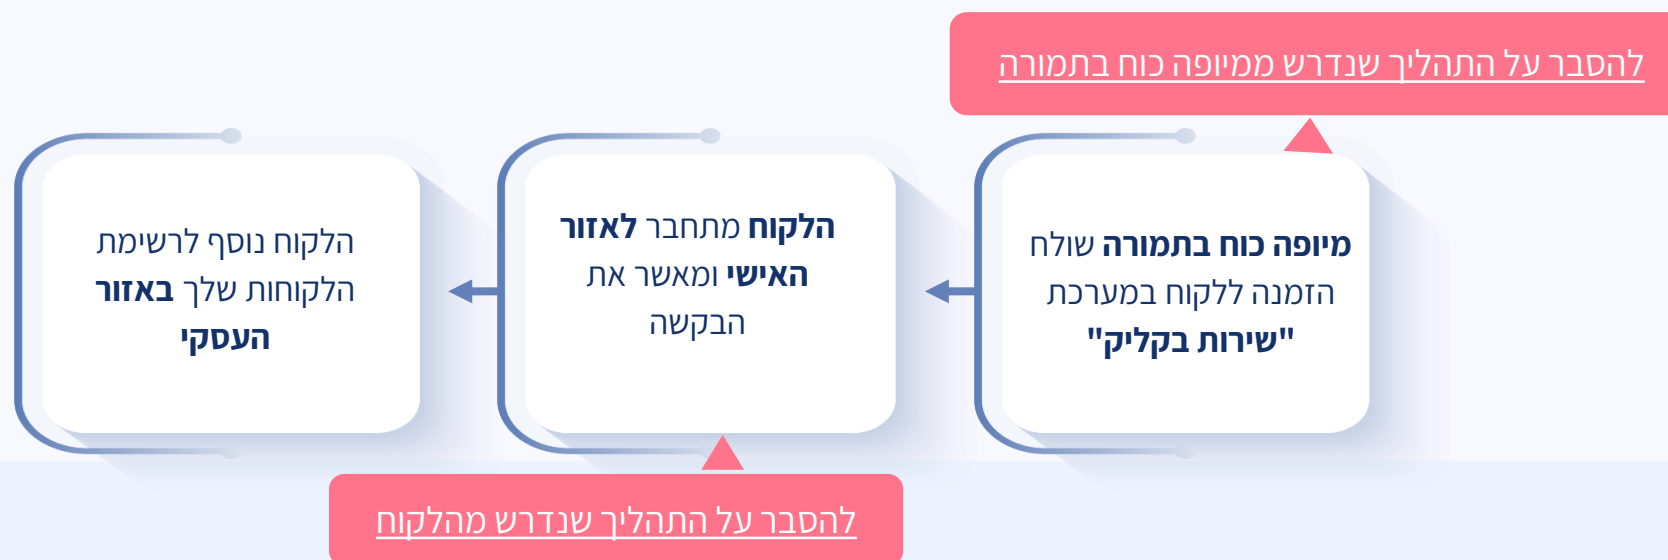 להסבר על התהליך שנדרש ממיופה כוח בתמורה
מיופה כוח בתמורה שולח
הזמנה ללקוח במערכת
"שירות בקליק"
הלקוח מתחבר לאזור
האישי ומאשר את
הבקשה
הלקוח נוסף לרשימת
הלקוחות שלך באזור
העסקי
להסבר על התהליך שנדרש מהלקוח